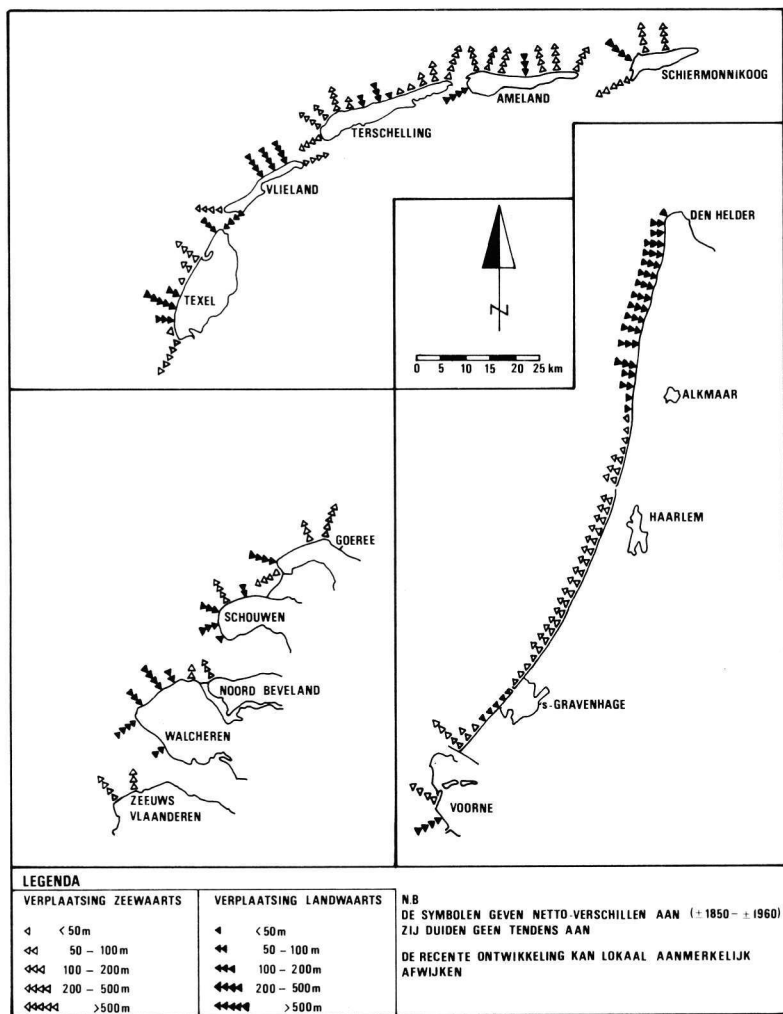 SCHIERMONNIKOOG
AMELAND
TERSCHELLING
VLIELAND
TEXEL
DEN HELDER
N
0 5 10 15 20 25 km
ALKMAAR
HAARLEM
's-GRAVENHAGE
VOORNE
GOEREE
SCHOUWEN
NOORD BEVELAND
WALCHEREN
ZEEUWS
VLAANDEREN
LEGENDA
VERPLAATSING ZEEWAARTS
< 50m
50 - 100m
100 - 200m
200 - 500m
>500m
VERPLAATSING LANDWAARTS
< 50m
50 - 100m
100 - 200m
200 - 500m
>500m
N.B
DE SYMBOLEN GEVEN NETTO-VERSCHILLEN AAN (±1850 - ±1960)
ZIJ DUIDEN GEEN TENDENS AAN
DE RECENTE ONTWIKKELING KAN LOKAAL AANMERKELIJK
AFWIJKEN